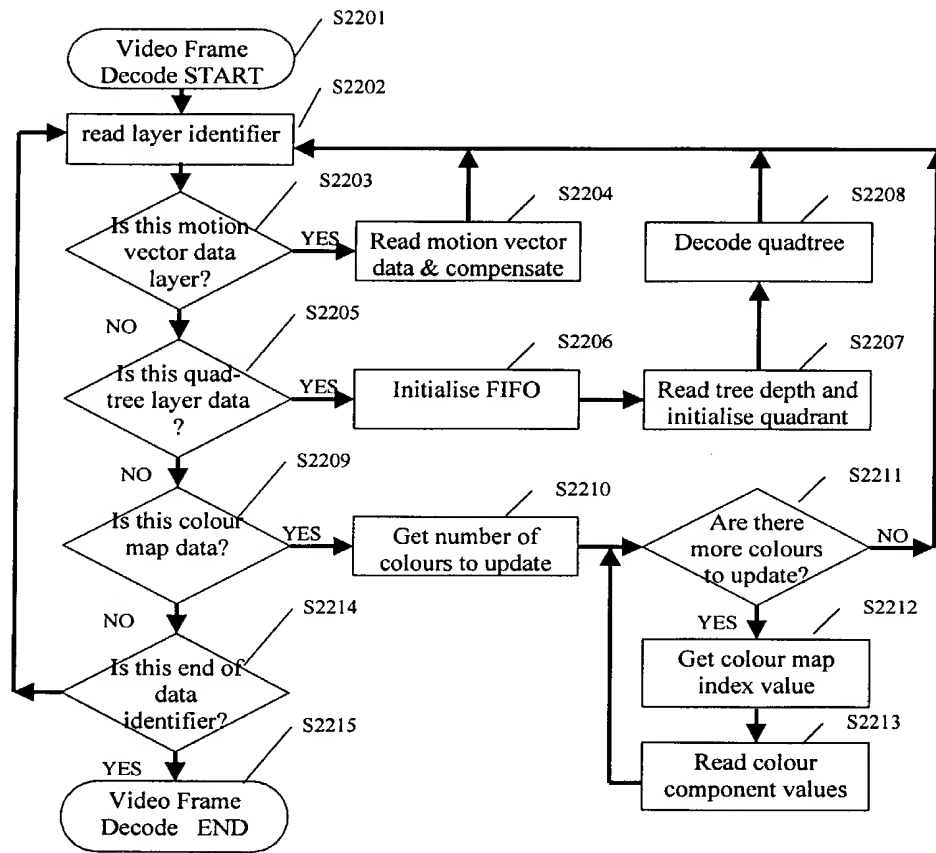 S2201
Video Frame
Decode START
S2202
read layer identifier
S2203
Is this motion
vector data
layer?
YES
S2204
Read motion vector
data & compensate
S2208
Decode quadtree
NO
S2205
Is this quad-
tree layer data
?
YES
S2206
Initialise FIFO
S2207
Read tree depth and
initialise quadrant
NO
S2209
Is this colour
map data?
YES
S2210
Get number of
colours to update
S2211
Are there
more colours
to update?
NO
YES
S2212
Get colour map
index value
S2213
Read colour
component values
NO
S2214
Is this end of
data
identifier?
YES
S2215
Video Frame
Decode END